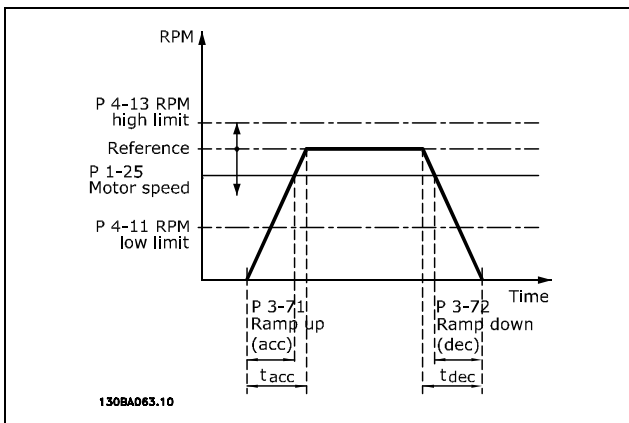 RPM
P 4-13 RPM
high limit
Reference
P 1-25
Motor speed
P 4-11 RPM
low limit
Time
P 3-71
Ramp up
(acc)
P 3-72
Ramp down
(dec)
tacc
tdec
130BA063.10